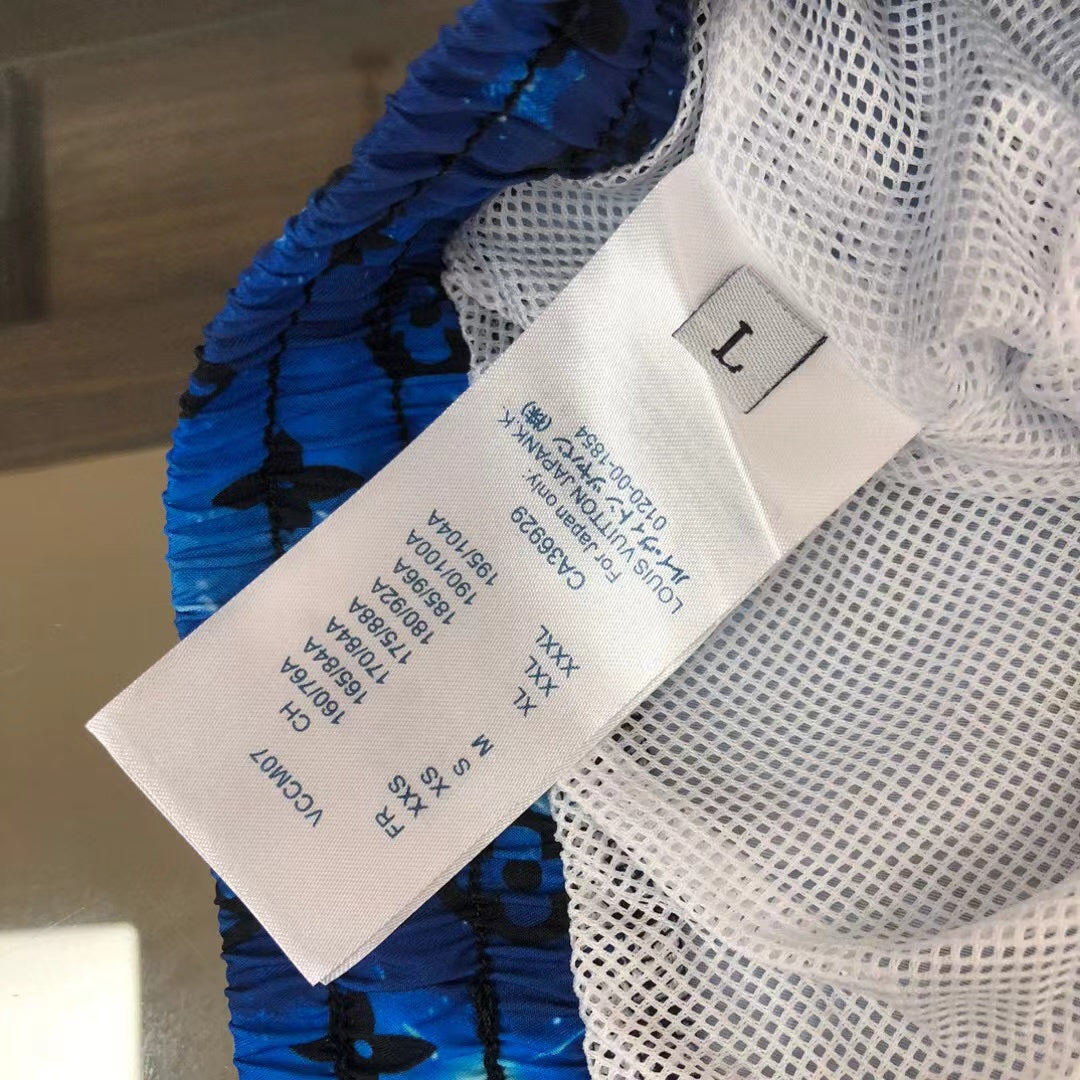 L
VCCM07
CH FR
160/76A XXS
165/84A XS
170/84A S
175/88A M
180/92A
185/96A XL
190/100A XXL
195/104A XXXL
CA36929
For Japan only:
LOUIS VUITTON JAPANK.K.
ルイ・ヴィトン ジャパン (株)
0120-00-1854